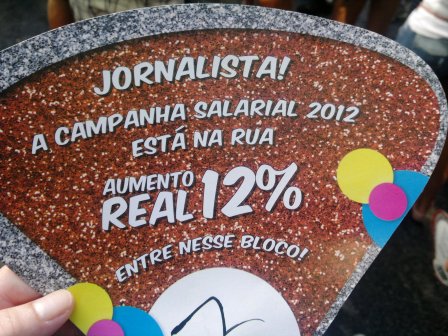 JORNALISTA!
A CAMPANHA SALARIAL 2012
ESTÁ NA RUA
AUMENTO
REAL 12%
ENTRE NESSE BLOCO!